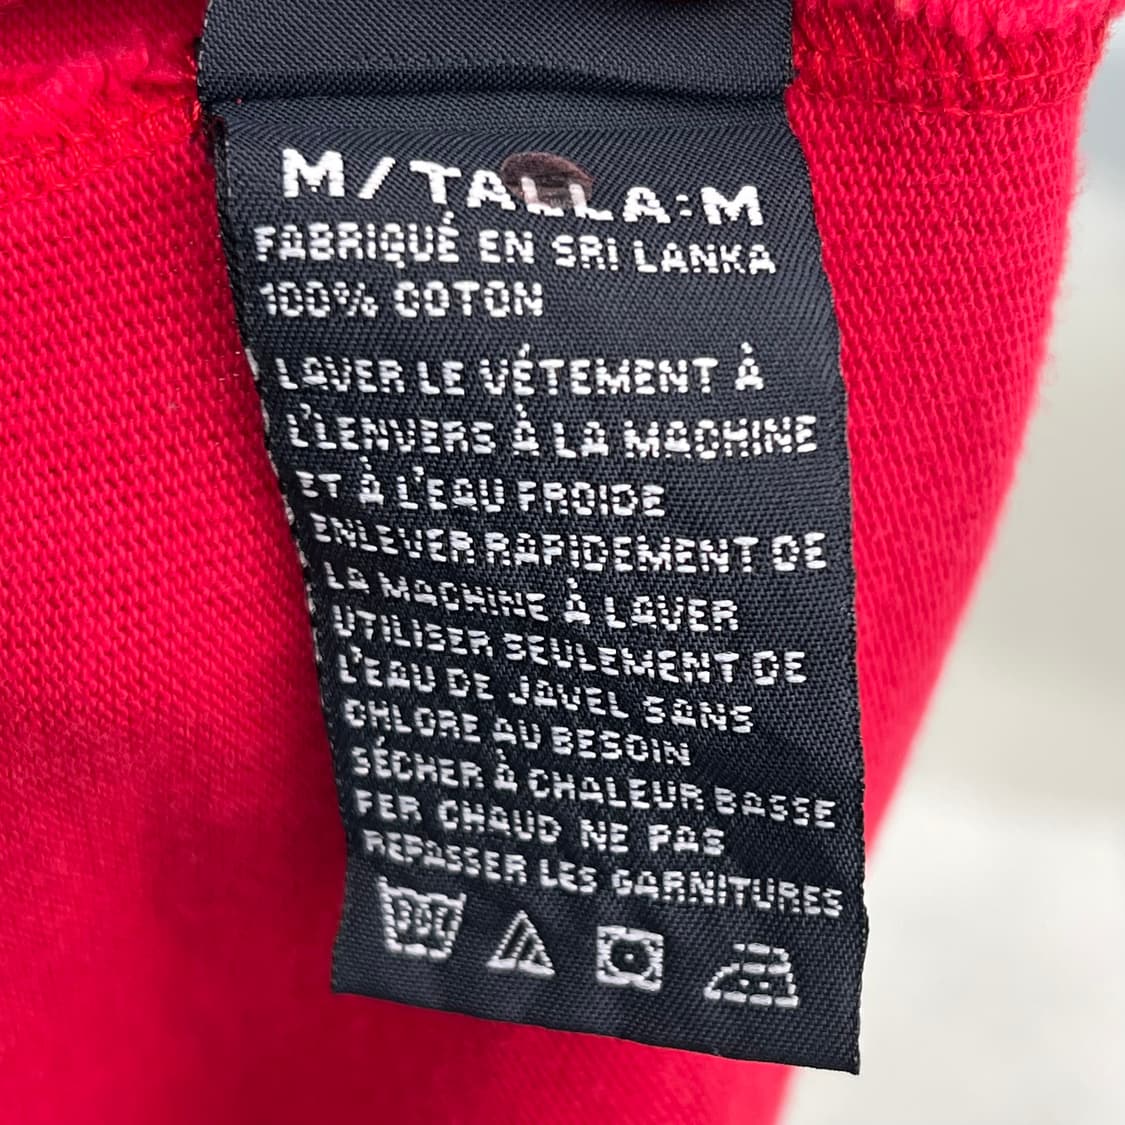 M/TALLA:M
FABRIQUÉ EN SRI LANKA
100% COTON
LAVER LE VÉTEMENT À
L'LENVERS À LA MACHINE
ET À L'EAU FROIDE
ENLEVER RAPIDEMENT DE
LA MACHINE À LAVER
UTILISER SEULEMENT DE
L'EAU DE JAVEL SANS
CHLORE AU BESOIN
SÉCHER À CHALEUR BASSE
FER CHAUD NE PAS
REPASSER LES GARNITURES